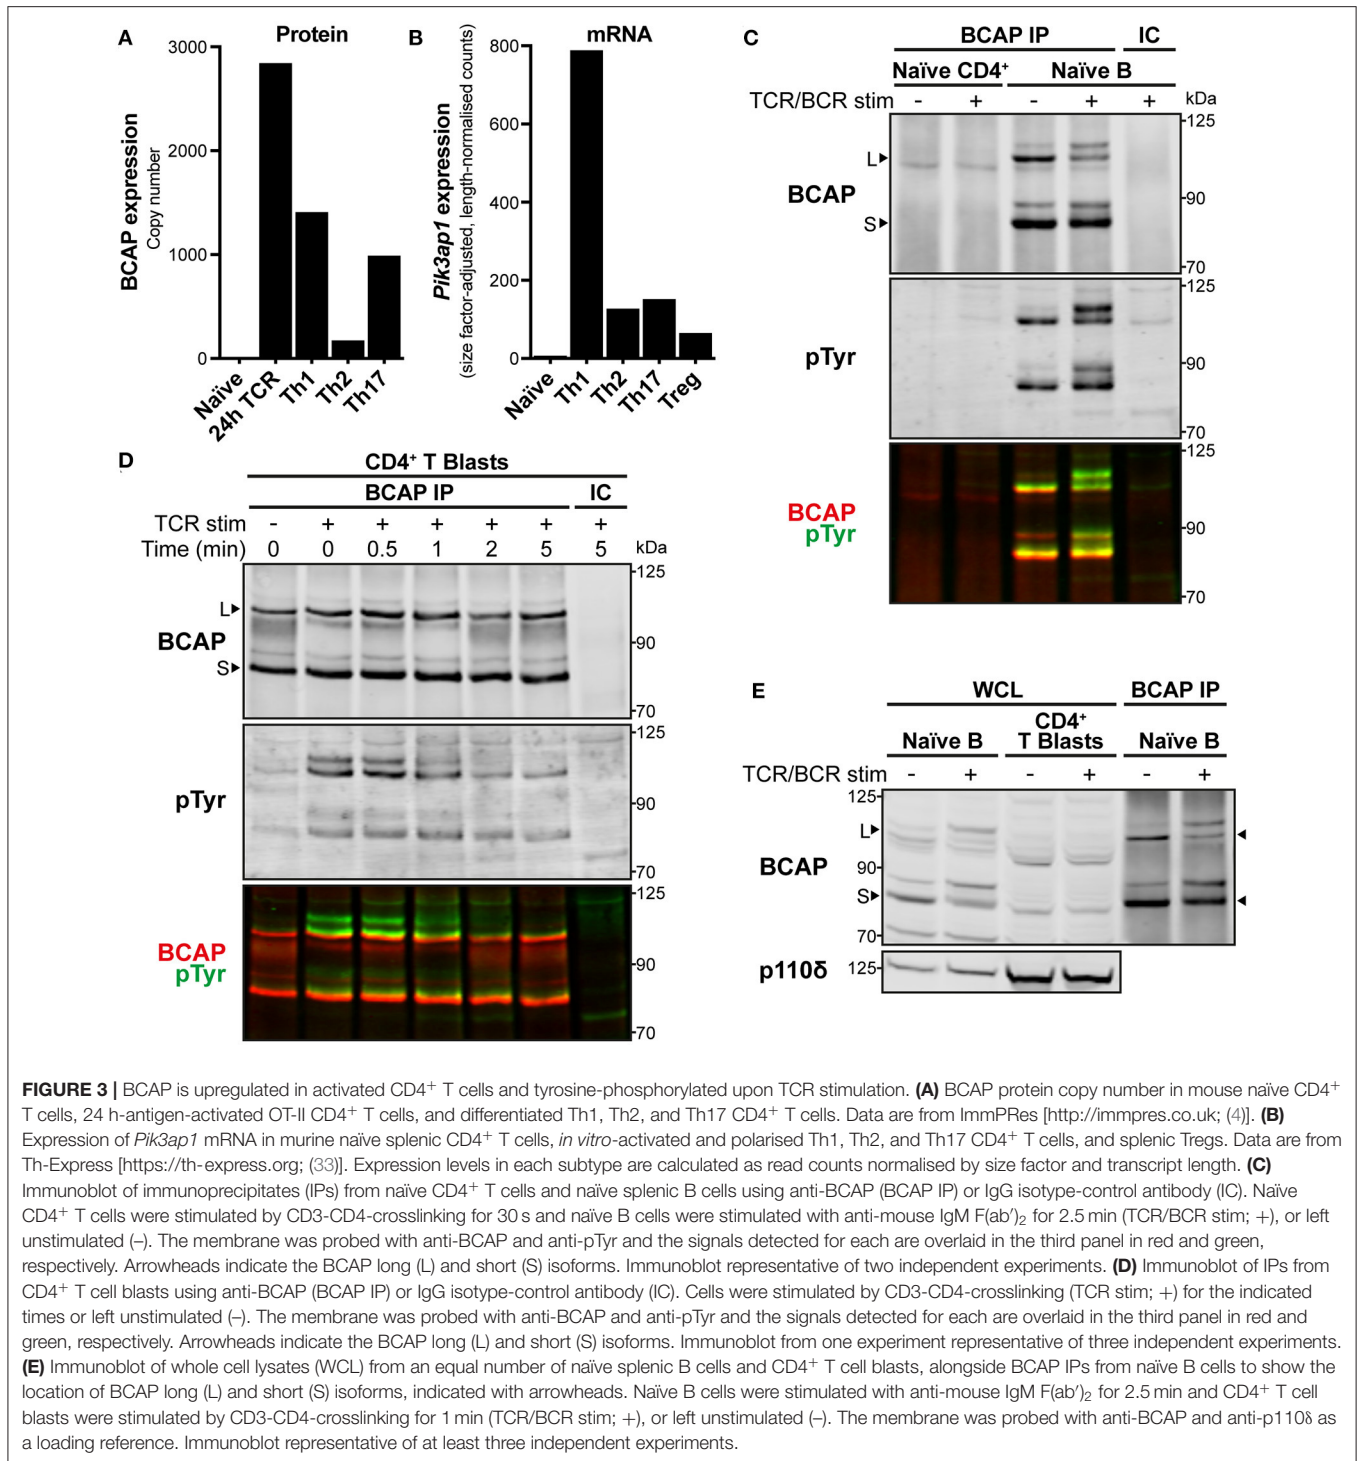 A
Protein
BCAP expression
Copy number
3000
2000
1000
0
Naïve
24h TCR
Th1
Th2
Th17
B
mRNA
Pik3ap1 expression
(size factor-adjusted, length-normalised counts)
800
600
400
200
0
Naïve
Th1
Th2
Th17
Treg
C
BCAP IP
IC
Naïve CD4⁺
Naïve B
TCR/BCR stim - + - + +
kDa
L
BCAP
S
125
90
70
pTyr
125
90
70
BCAP
pTyr
125
90
70
D
CD4⁺ T Blasts
BCAP IP
IC
TCR stim - + + + + + +
Time (min) 0 0 0.5 1 2 5 5
kDa
L
BCAP
S
125
90
70
pTyr
125
90
70
BCAP
pTyr
125
90
70
E
WCL
BCAP IP
Naïve B
CD4⁺
T Blasts
Naïve B
TCR/BCR stim - + - + - +
125
L
BCAP
90
S
70
p110δ
125
FIGURE 3 | BCAP is upregulated in activated CD4⁺ T cells and tyrosine-phosphorylated upon TCR stimulation. (A) BCAP protein copy number in mouse naïve CD4⁺
T cells, 24 h-antigen-activated OT-II CD4⁺ T cells, and differentiated Th1, Th2, and Th17 CD4⁺ T cells. Data are from ImmPRes [http://immpres.co.uk; (4)]. (B)
Expression of Pik3ap1 mRNA in murine naïve splenic CD4⁺ T cells, in vitro-activated and polarised Th1, Th2, and Th17 CD4⁺ T cells, and splenic Tregs. Data are from
Th-Express [https://th-express.org; (33)]. Expression levels in each subtype are calculated as read counts normalised by size factor and transcript length. (C)
Immunoblot of immunoprecipitates (IPs) from naïve CD4⁺ T cells and naïve splenic B cells using anti-BCAP (BCAP IP) or IgG isotype-control antibody (IC). Naïve
CD4⁺ T cells were stimulated by CD3-CD4-crosslinking for 30 s and naïve B cells were stimulated with anti-mouse IgM F(ab′)₂ for 2.5 min (TCR/BCR stim; +), or left
unstimulated (–). The membrane was probed with anti-BCAP and anti-pTyr and the signals detected for each are overlaid in the third panel in red and green,
respectively. Arrowheads indicate the BCAP long (L) and short (S) isoforms. Immunoblot representative of two independent experiments. (D) Immunoblot of IPs from
CD4⁺ T cell blasts using anti-BCAP (BCAP IP) or IgG isotype-control antibody (IC). Cells were stimulated by CD3-CD4-crosslinking (TCR stim; +) for the indicated
times or left unstimulated (–). The membrane was probed with anti-BCAP and anti-pTyr and the signals detected for each are overlaid in the third panel in red and
green, respectively. Arrowheads indicate the BCAP long (L) and short (S) isoforms. Immunoblot from one experiment representative of three independent experiments.
(E) Immunoblot of whole cell lysates (WCL) from an equal number of naïve splenic B cells and CD4⁺ T cell blasts, alongside BCAP IPs from naïve B cells to show the
location of BCAP long (L) and short (S) isoforms, indicated with arrowheads. Naïve B cells were stimulated with anti-mouse IgM F(ab′)₂ for 2.5 min and CD4⁺ T cell
blasts were stimulated by CD3-CD4-crosslinking for 1 min (TCR/BCR stim; +), or left unstimulated (–). The membrane was probed with anti-BCAP and anti-p110δ as
a loading reference. Immunoblot representative of at least three independent experiments.